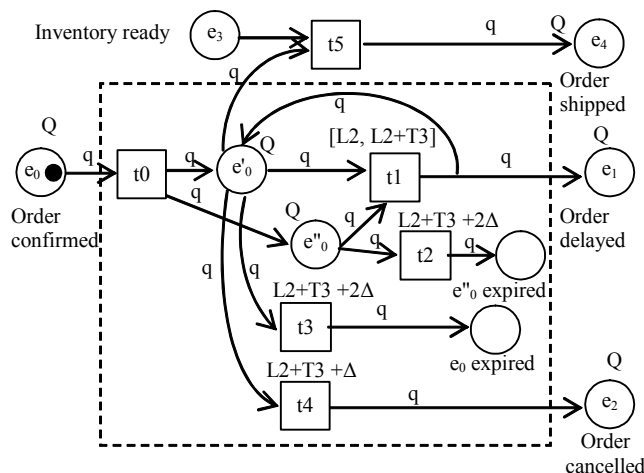 Inventory ready
e3
q
t5
q
Q
e4
Order shipped
q
Q
e0
Order confirmed
q
t0
q
e'0
Q
q
q
[L2, L2+T3]
t1
q
Q
e1
Order delayed
q
Q
e"0
q
q
L2+T3 +2Δ
t2
q
e"0 expired
q
L2+T3 +2Δ
t3
q
e0 expired
q
L2+T3 +Δ
t4
q
Q
e2
Order cancelled